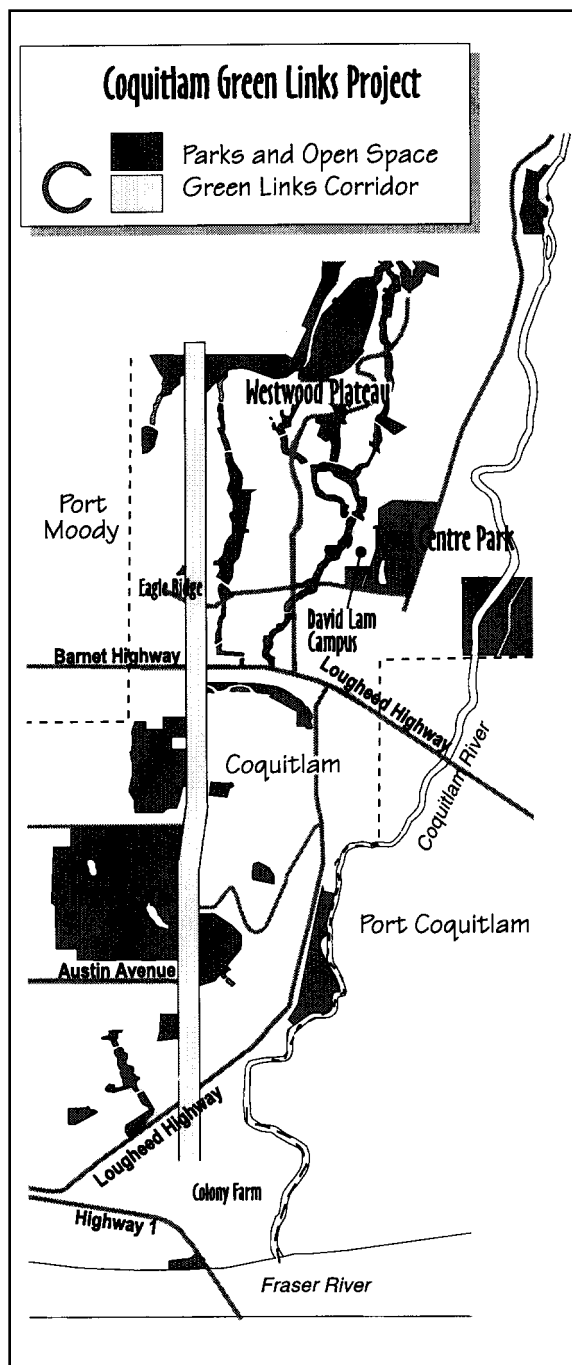 Coquitlam Green Links Project
Parks and Open Space
Green Links Corridor
Westwood Plateau
Port
Moody
Town Centre Park
Eagle Ridge
David Lam
Campus
Barnet Highway
Lougheed Highway
Coquitlam
Coquitlam River
Port Coquitlam
Austin Avenue
Lougheed Highway
Colony Farm
Highway 1
Fraser River